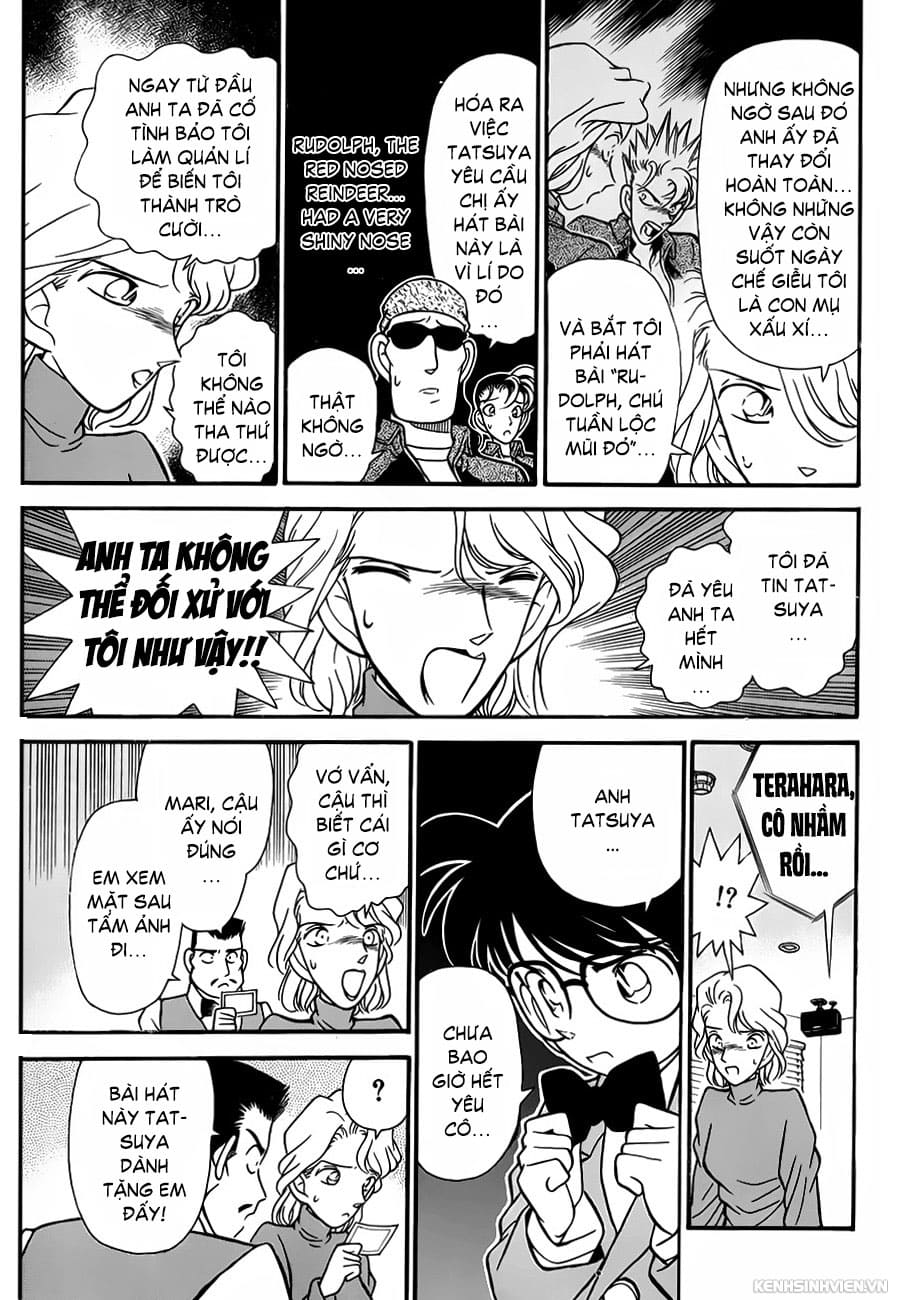 NHƯNG KHÔNG
NGỜ SAU ĐÓ
ANH ẤY ĐÃ
THAY ĐỔI
HOÀN TOÀN...
KHÔNG NHỮNG
VẬY CÒN
SUỐT NGÀY
CHẾ GIỄU TÔI
LÀ CON MỤ
XẤU XÍ...
VÀ BẮT TÔI
PHẢI HÁT
BÀI "RU-
DOLPH, CHÚ
TUẦN LỘC
MŨI ĐỎ"...
HÓA RA
VIỆC
TATSUYA
YÊU CẦU
CHỊ ẤY
HÁT BÀI
NÀY LÀ
VÌ LÍ DO
ĐÓ
...
RUDOLPH, THE
RED NOSED
REINDEER....
HAD A VERY
SHINY NOSE
...
THẬT
KHÔNG
NGỜ...
NGAY TỪ ĐẦU
ANH TA ĐÃ CỐ
TÌNH BẢO TÔI
LÀM QUẢN LÍ
ĐỂ BIẾN TÔI
THÀNH TRÒ
CƯỜI...
TÔI
KHÔNG
THỂ NÀO
THA THỨ
ĐƯỢC...
TÔI ĐÃ
TIN TAT-
SUYA
...
ĐÃ YÊU
ANH TA
HẾT
MÌNH
...
ANH TA KHÔNG
THỂ ĐỐI XỬ VỚI
TÔI NHƯ VẬY!!
TERAHARA,
CÔ NHẦM
RỒI...
!?
ANH
TATSUYA
...
CHƯA
BAO
GIỜ HẾT
YÊU
CÔ...
VỚ VẨN,
CẬU THÌ
BIẾT CÁI
GÌ CƠ
CHỨ...
MARI, CẬU
ẤY NÓI
ĐÚNG
...
EM XEM
MẶT SAU
TẤM ẢNH
ĐI...
?
BÀI HÁT
NÀY TAT-
SUYA
DÀNH
TẶNG EM
ĐẤY!
KENHSINHVIEN.VN